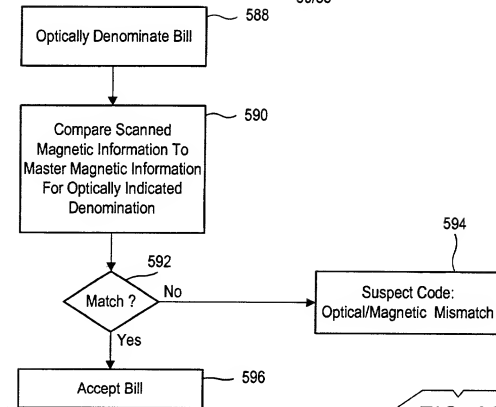 588
Optically Denominate Bill
590
Compare Scanned
Magnetic Information To
Master Magnetic Information
For Optically Indicated
Denomination
592
Match ?
No
594
Suspect Code:
Optical/Magnetic Mismatch
Yes
Accept Bill
596